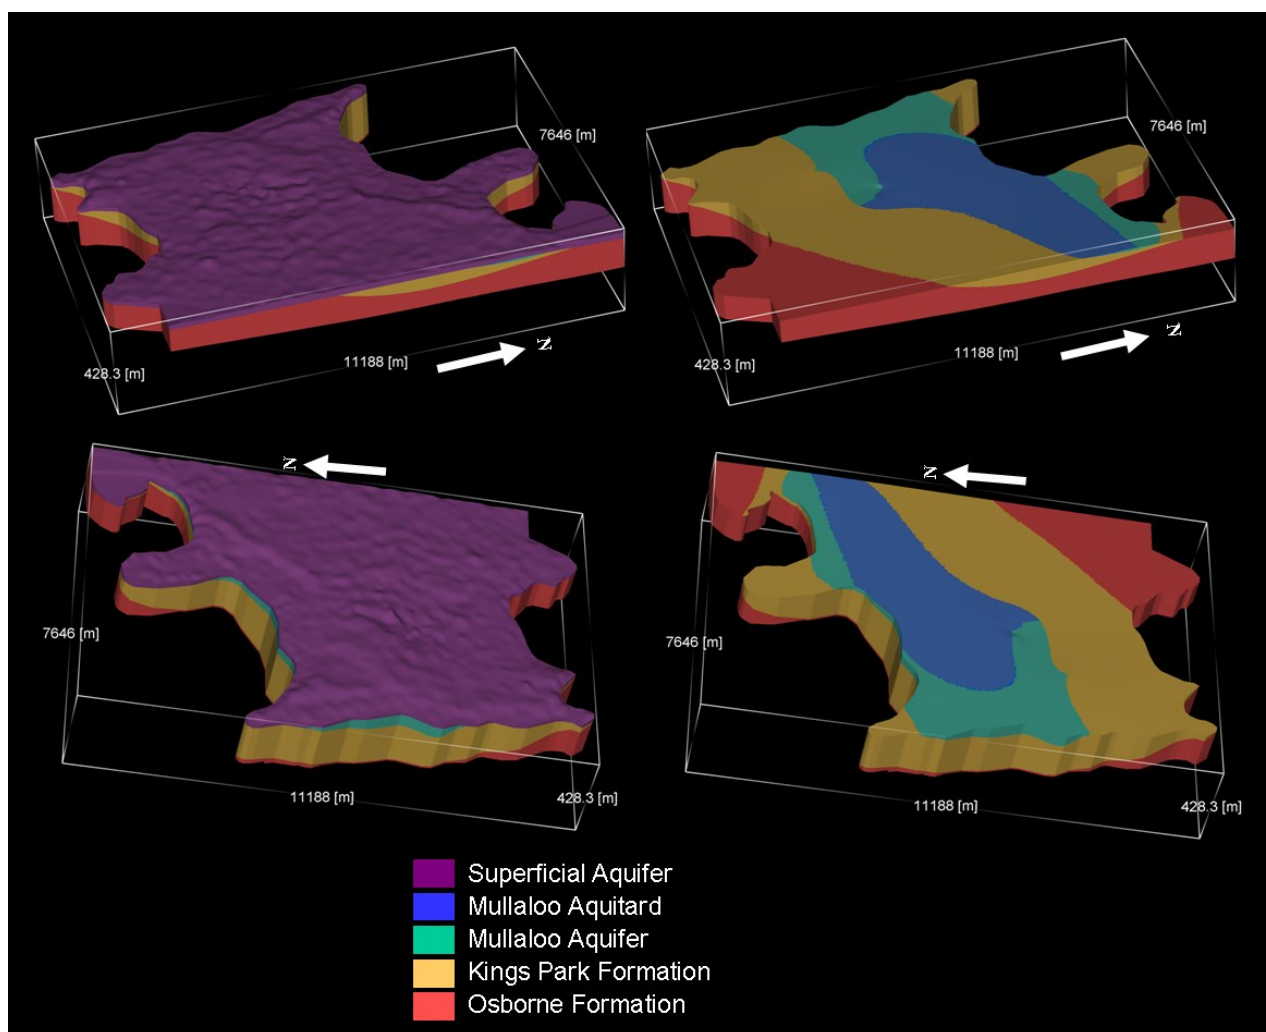 7646 [m]
7646 [m]
N
N
11188 [m]
11188 [m]
428.3 [m]
428.3 [m]
N
N
7646 [m]
7646 [m]
11188 [m]
428.3 [m]
11188 [m]
428.3 [m]
Superficial Aquifer
Mullaloo Aquitard
Mullaloo Aquifer
Kings Park Formation
Osborne Formation